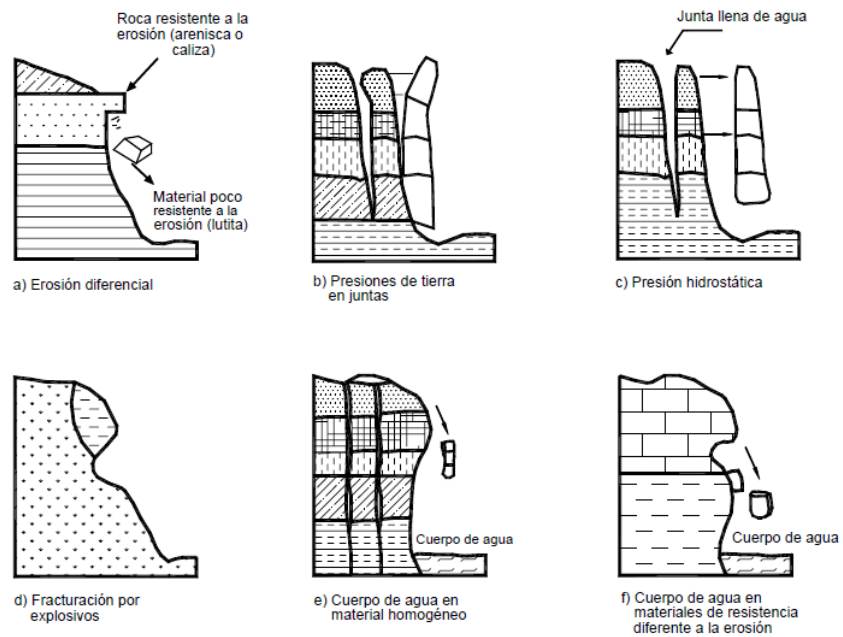 Roca resistente a la
erosión (arenisca o
caliza)
Material poco
resistente a la
erosión (lutita)
a) Erosión diferencial
b) Presiones de tierra
en juntas
Junta llena de agua
c) Presión hidrostática
d) Fracturación por
explosivos
Cuerpo de agua
e) Cuerpo de agua en
material homogéneo
Cuerpo de agua
f) Cuerpo de agua en
materiales de resistencia
diferente a la erosión